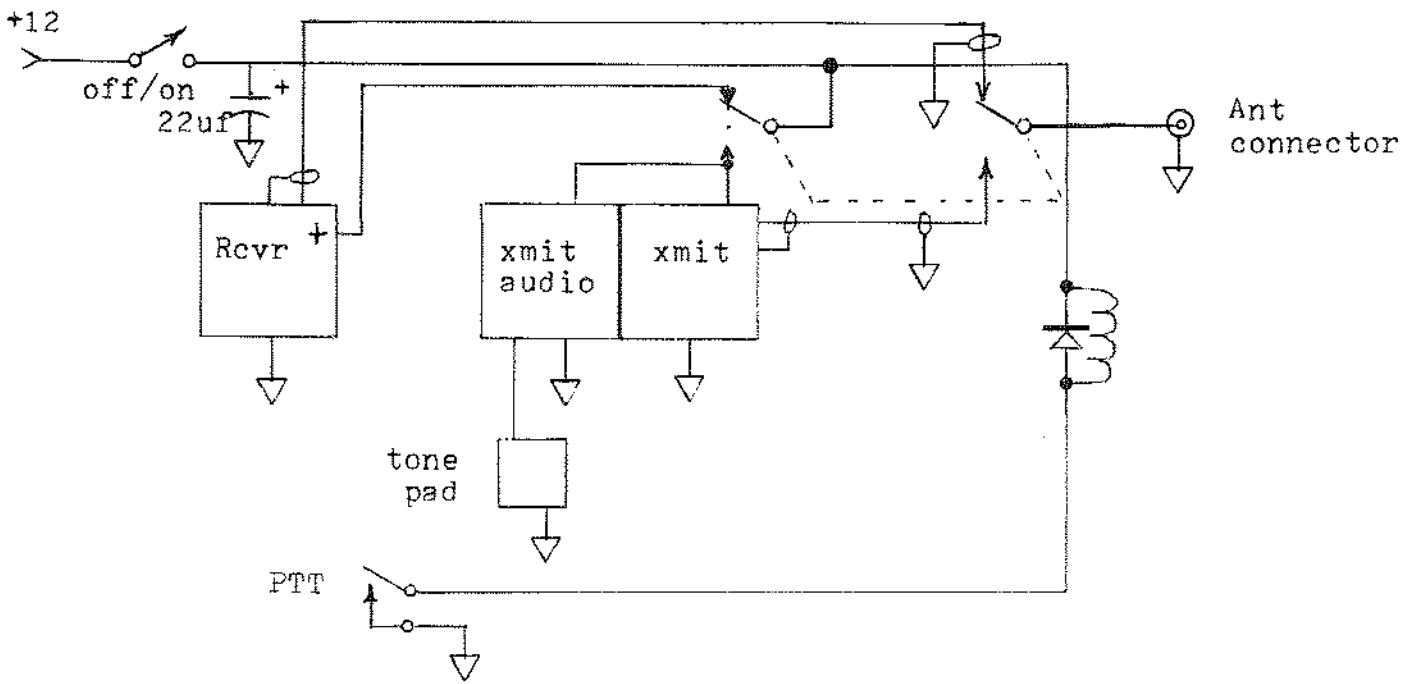 +12
off/on
+
22uf
Ant
connector
Rcvr +
xmit
audio
xmit
tone
pad
PTT